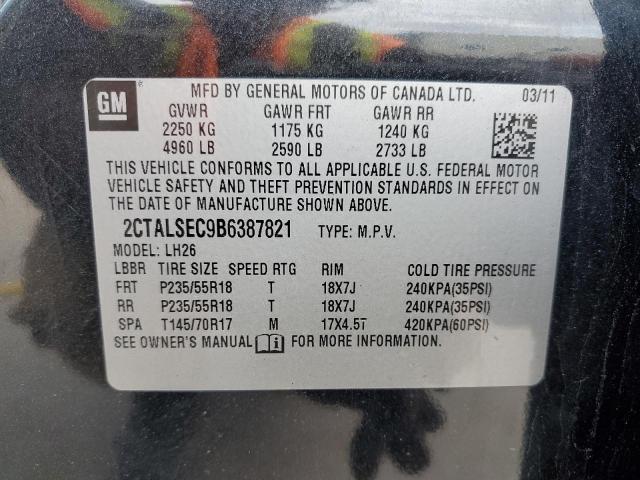 GM
MFD BY GENERAL MOTORS OF CANADA LTD. 03/11
GVWR GAWR FRT GAWR RR
2250 KG 1175 KG 1240 KG
4960 LB 2590 LB 2733 LB
THIS VEHICLE CONFORMS TO ALL APPLICABLE U.S. FEDERAL MOTOR
VEHICLE SAFETY AND THEFT PREVENTION STANDARDS IN EFFECT ON
THE DATE OF MANUFACTURE SHOWN ABOVE.
2CTALSEC9B6387821 TYPE: M.P.V.
MODEL: LH26
LBBR TIRE SIZE SPEED RTG RIM COLD TIRE PRESSURE
FRT P235/55R18 T 18X7J 240KPA(35PSI)
RR P235/55R18 T 18X7J 240KPA(35PSI)
SPA T145/70R17 M 17X4.5T 420KPA(60PSI)
SEE OWNER'S MANUAL i FOR MORE INFORMATION.